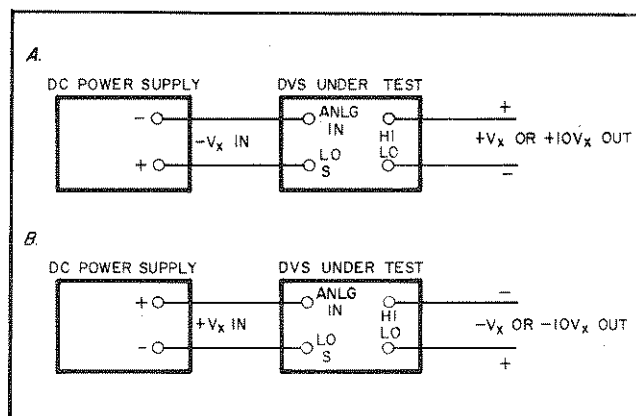 A.
DC POWER SUPPLY
DVS UNDER TEST
−
ANLG IN
+
−Vx IN
HI
+Vx OR +10Vx OUT
+
LO S
LO
−
B.
DC POWER SUPPLY
DVS UNDER TEST
+
ANLG IN
−
+Vx IN
HI
−Vx OR −10Vx OUT
−
LO S
LO
+